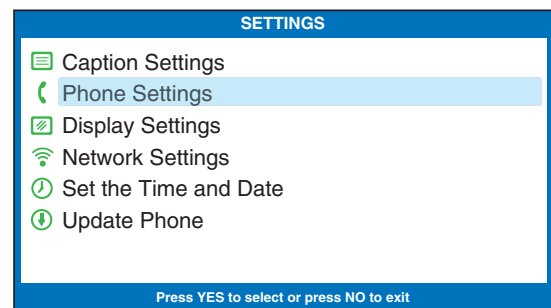 SETTINGS
Caption Settings
Phone Settings
Display Settings
Network Settings
Set the Time and Date
Update Phone
Press YES to select or press NO to exit